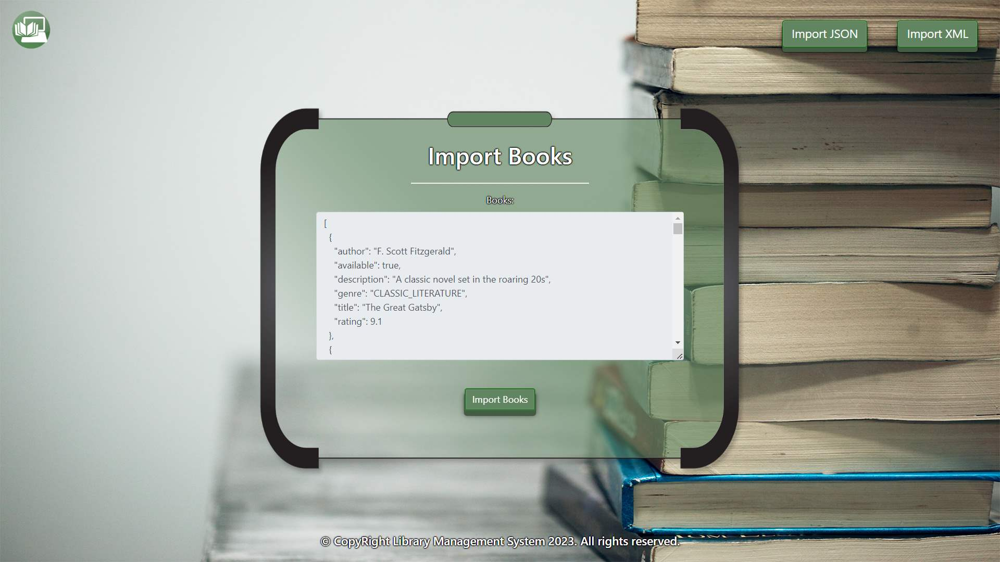 Import JSON
Import XML
Import Books
Books:
[
{
"author": "F. Scott Fitzgerald",
"available": true,
"description": "A classic novel set in the roaring 20s",
"genre": "CLASSIC_LITERATURE",
"title": "The Great Gatsby",
"rating": 9.1
},
{
Import Books
© CopyRight Library Management System 2023. All rights reserved.